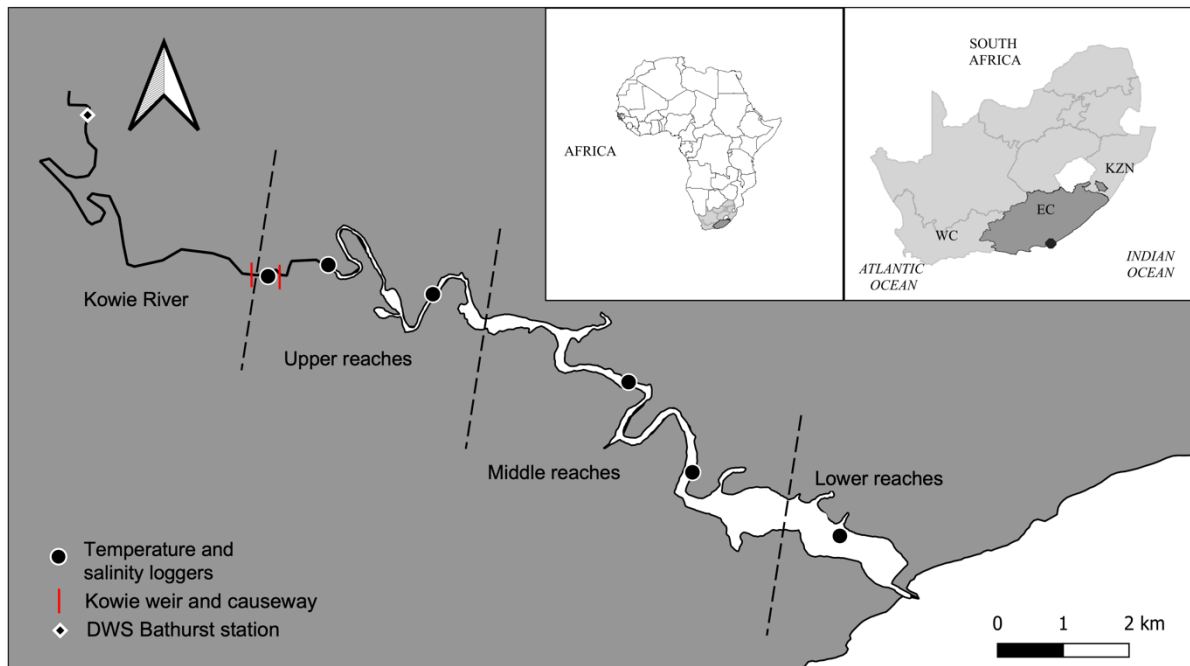 AFRICA
SOUTH
AFRICA
KZN
EC
WC
ATLANTIC
OCEAN
INDIAN
OCEAN
Kowie River
Upper reaches
Middle reaches
Lower reaches
Temperature and
salinity loggers
Kowie weir and causeway
DWS Bathurst station
0 1 2 km